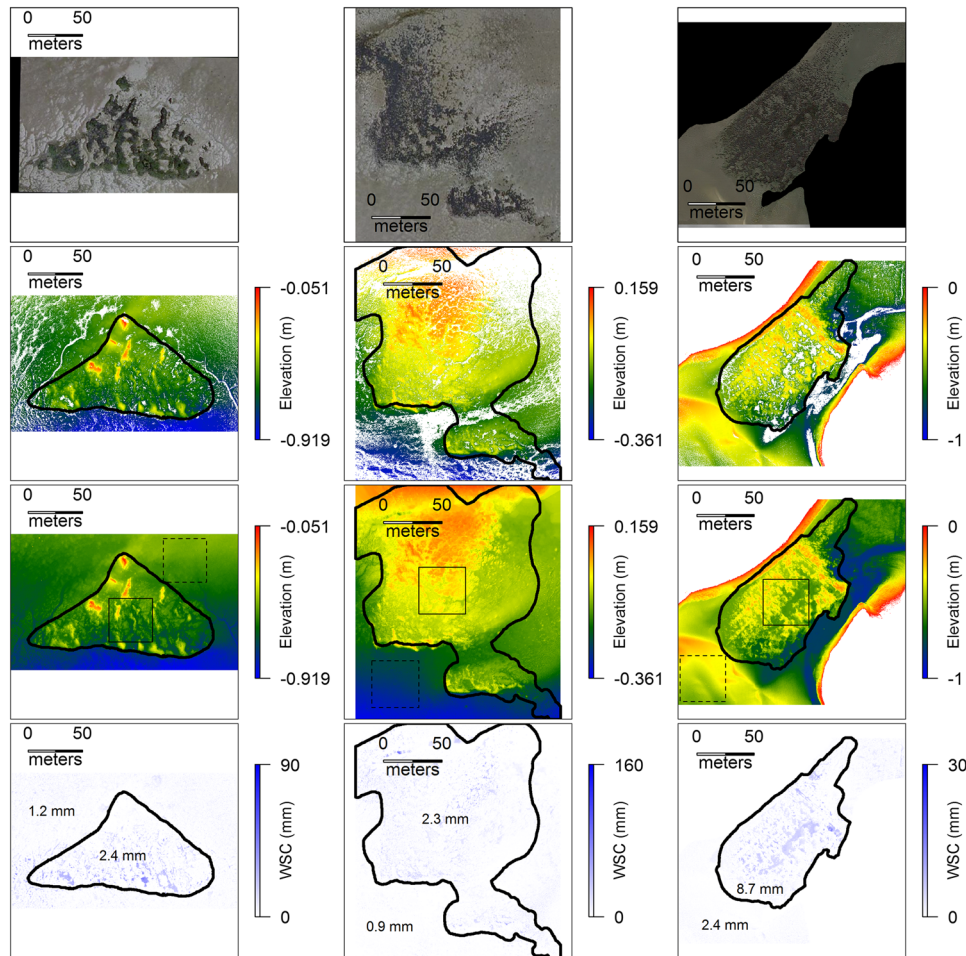 0 50
meters
0 50
meters
0 50
meters
0 50
meters
-0.051
Elevation (m)
-0.919
0 50
meters
0.159
Elevation (m)
-0.361
0 50
meters
0
Elevation (m)
-1
0 50
meters
-0.051
Elevation (m)
-0.919
0 50
meters
0.159
Elevation (m)
-0.361
0 50
meters
0
Elevation (m)
-1
0 50
meters
1.2 mm
2.4 mm
90
WSC (mm)
0
0 50
meters
2.3 mm
0.9 mm
160
WSC (mm)
0
0 50
meters
8.7 mm
2.4 mm
30
WSC (mm)
0